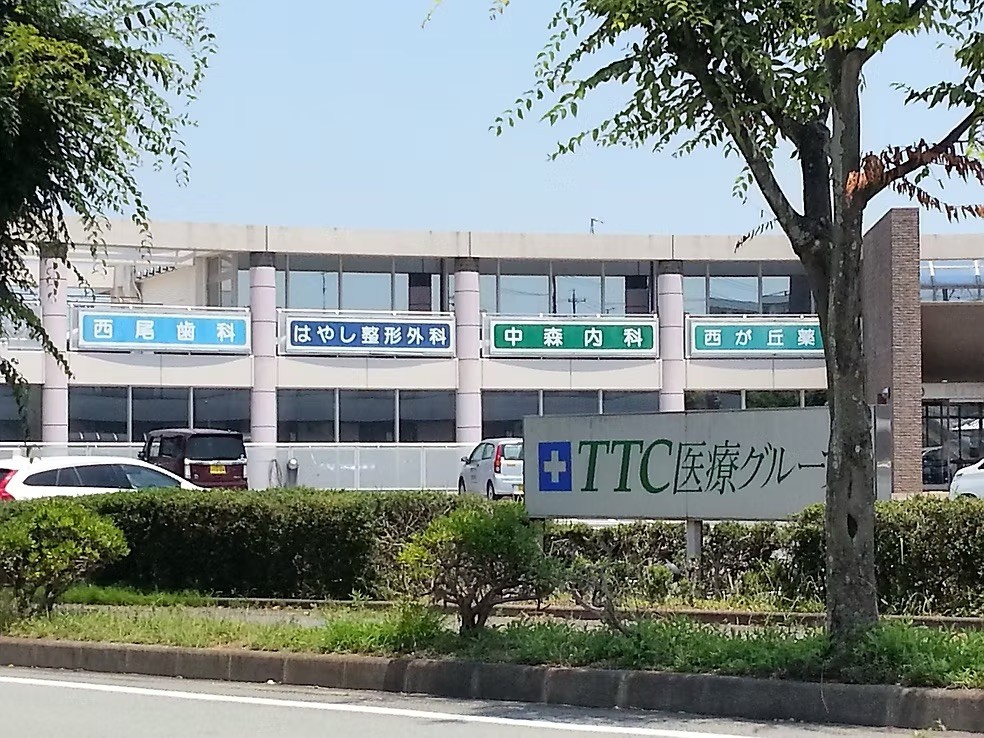 西尾歯科
はやし整形外科
中森内科
西が丘薬
TTC医療グルー